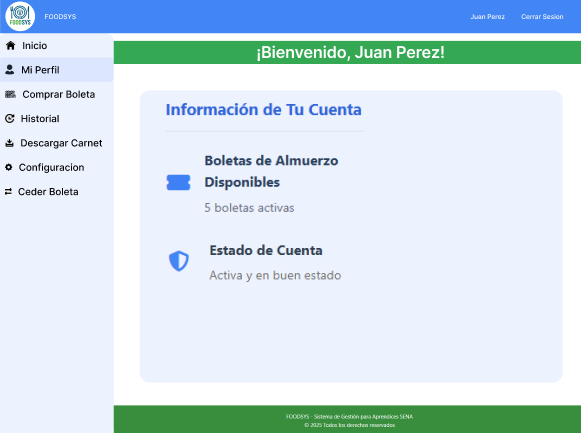 FOODSYS
FOODSYS
Juan Perez
Cerrar Sesion
Inicio
Mi Perfil
Comprar Boleta
Historial
Descargar Carnet
Configuracion
Ceder Boleta
¡Bienvenido, Juan Perez!
Información de Tu Cuenta
Boletas de Almuerzo
Disponibles
5 boletas activas
Estado de Cuenta
Activa y en buen estado
FOODSYS - Sistema de Gestión para Aprendices SENA
© 2025 Todos los derechos reservados